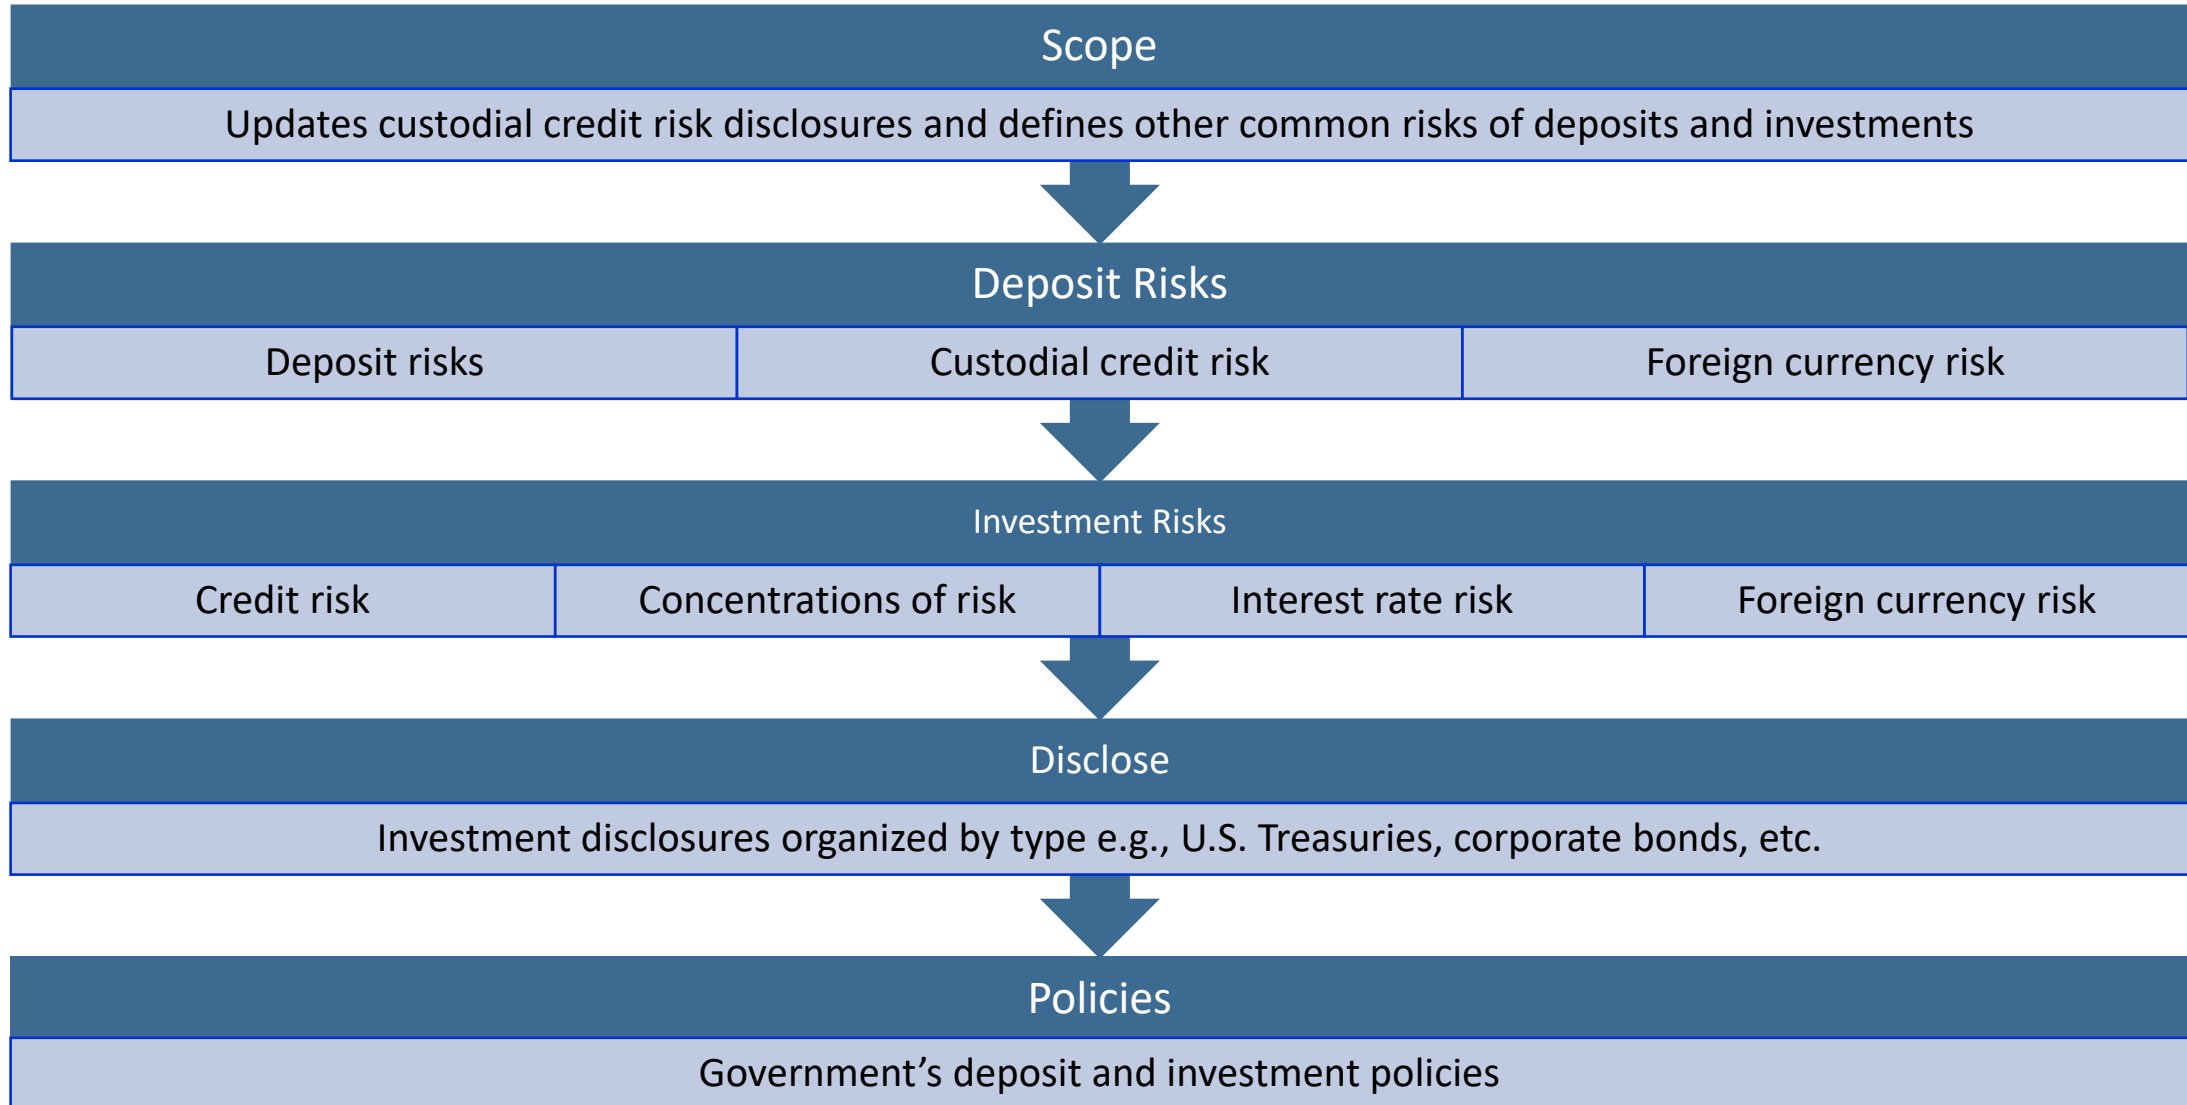 Scope
Updates custodial credit risk disclosures and defines other common risks of deposits and investments
Deposit Risks
Deposit risks
Custodial credit risk
Foreign currency risk
Investment Risks
Credit risk
Concentrations of risk
Interest rate risk
Foreign currency risk
Disclose
Investment disclosures organized by type e.g., U.S. Treasuries, corporate bonds, etc.
Policies
Government’s deposit and investment policies